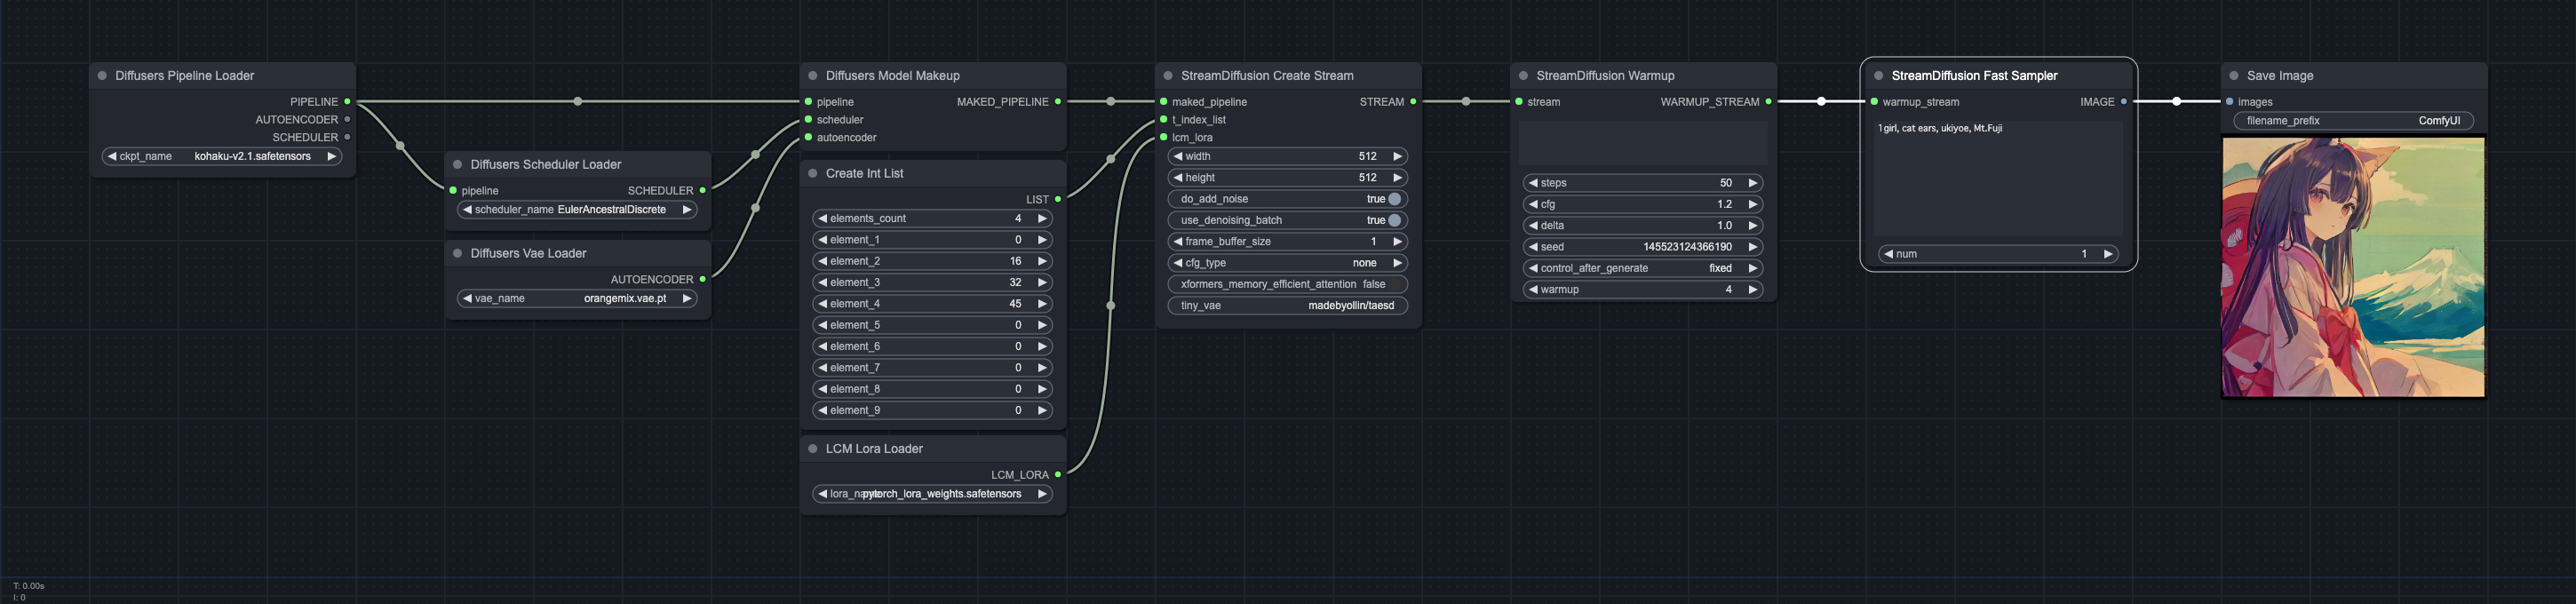 Diffusers Pipeline Loader
PIPELINE
AUTOENCODER
SCHEDULER
ckpt_name kohaku-v2.1.safetensors
Diffusers Scheduler Loader
pipeline SCHEDULER
scheduler_name EulerAncestralDiscrete
Diffusers Vae Loader
AUTOENCODER
vae_name orangemix.vae.pt
Diffusers Model Makeup
pipeline MAKED_PIPELINE
scheduler
autoencoder
Create Int List
LIST
elements_count 4
element_1 0
element_2 16
element_3 32
element_4 45
element_5 0
element_6 0
element_7 0
element_8 0
element_9 0
LCM Lora Loader
LCM_LORA
lora_name pytorch_lora_weights.safetensors
StreamDiffusion Create Stream
maked_pipeline STREAM
t_index_list
lcm_lora
width 512
height 512
do_add_noise true
use_denoising_batch true
frame_buffer_size 1
cfg_type none
xformers_memory_efficient_attention false
tiny_vae madebyollin/taesd
StreamDiffusion Warmup
stream WARMUP_STREAM
steps 50
cfg 1.2
delta 1.0
seed 145523124366190
control_after_generate fixed
warmup 4
StreamDiffusion Fast Sampler
warmup_stream IMAGE
1girl, cat ears, ukiyoe, Mt.Fuji
num 1
Save Image
images
filename_prefix ComfyUI
T: 0.00s
I: 0